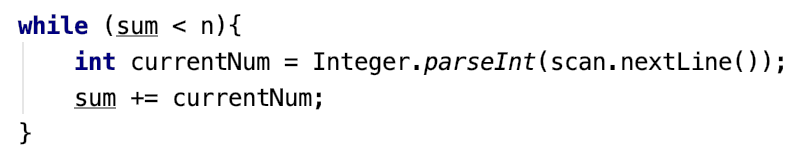 while (sum < n){
    int currentNum = Integer.parseInt(scan.nextLine());
    sum += currentNum;
}